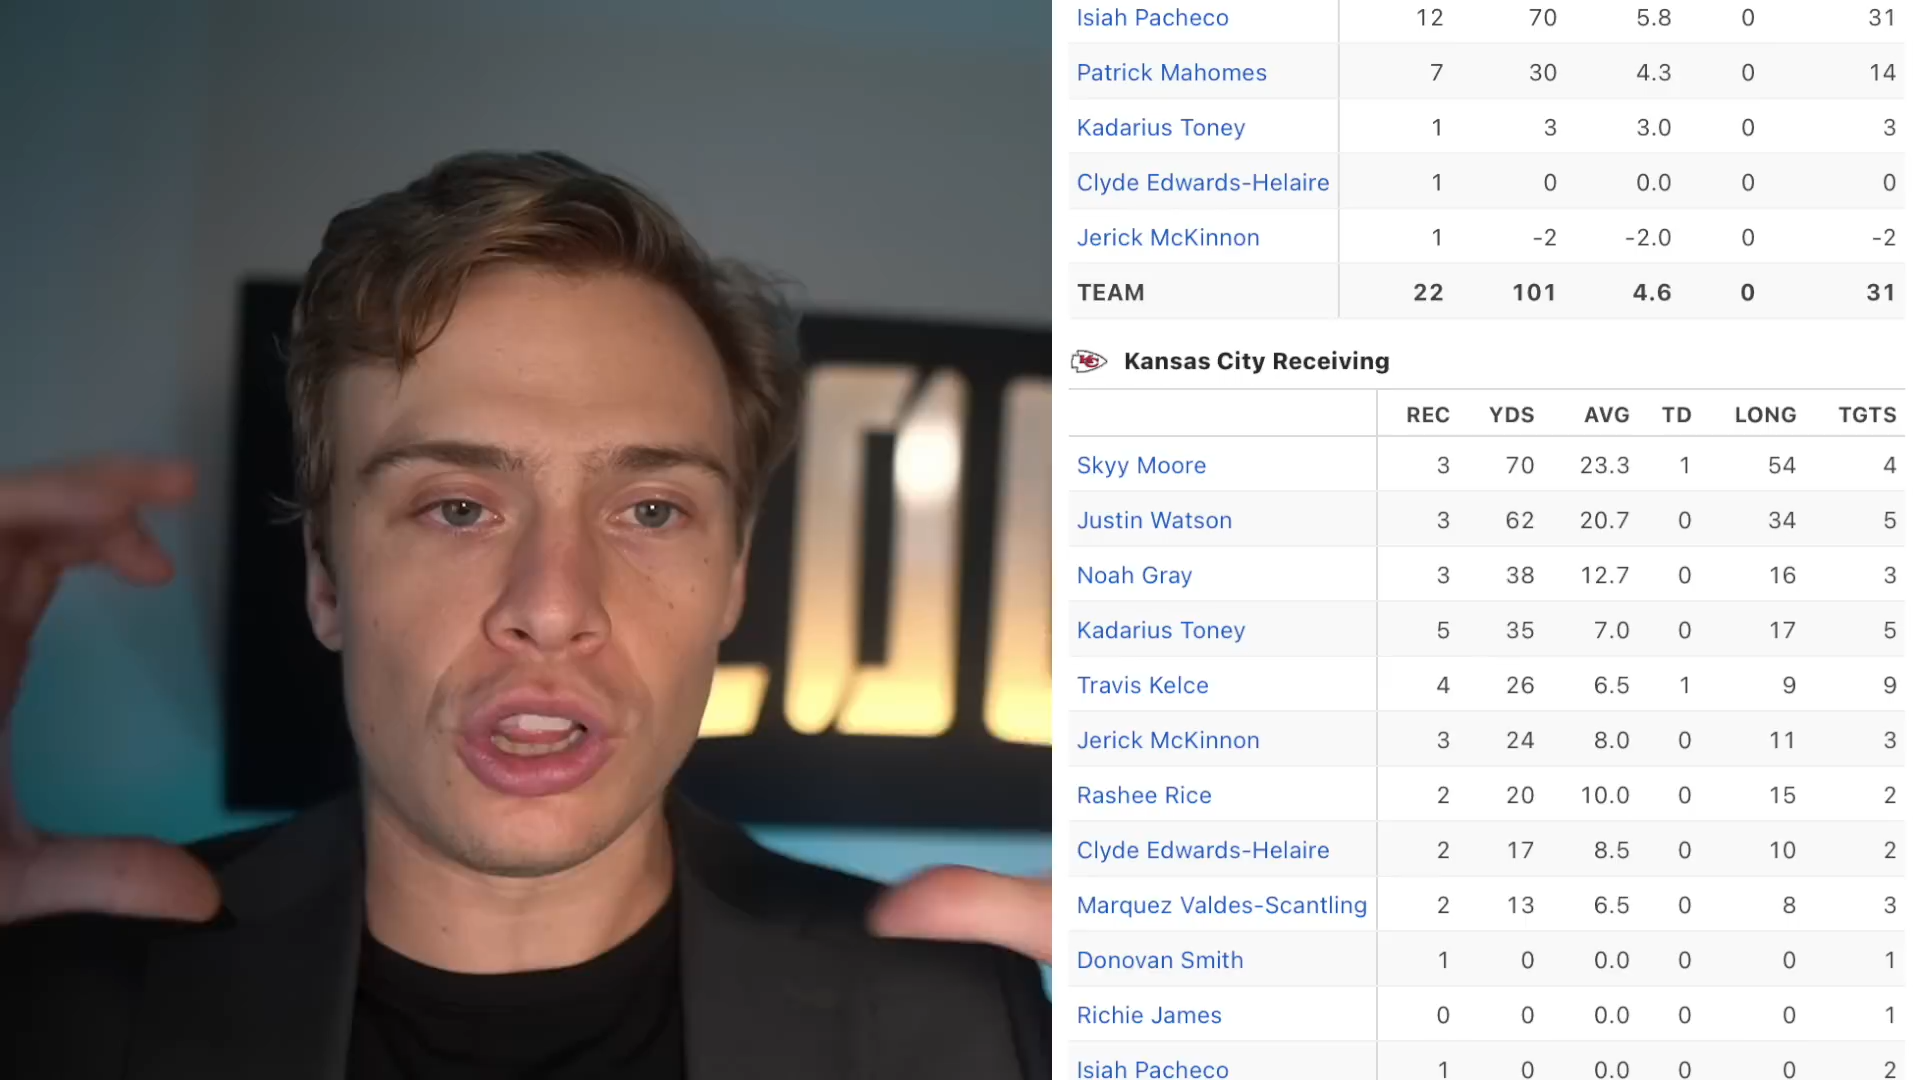 Isiah Pacheco 12 70 5.8 0 31
Patrick Mahomes 7 30 4.3 0 14
Kadarius Toney 1 3 3.0 0 3
Clyde Edwards-Helaire 1 0 0.0 0 0
Jerick McKinnon 1 -2 -2.0 0 -2
TEAM 22 101 4.6 0 31
Kansas City Receiving
REC YDS AVG TD LONG TGTS
Skyy Moore 3 70 23.3 1 54 4
Justin Watson 3 62 20.7 0 34 5
Noah Gray 3 38 12.7 0 16 3
Kadarius Toney 5 35 7.0 0 17 5
Travis Kelce 4 26 6.5 1 9 9
Jerick McKinnon 3 24 8.0 0 11 3
Rashee Rice 2 20 10.0 0 15 2
Clyde Edwards-Helaire 2 17 8.5 0 10 2
Marquez Valdes-Scantling 2 13 6.5 0 8 3
Donovan Smith 1 0 0.0 0 0 1
Richie James 0 0 0.0 0 0 1
Isiah Pacheco 1 0 0.0 0 0 2